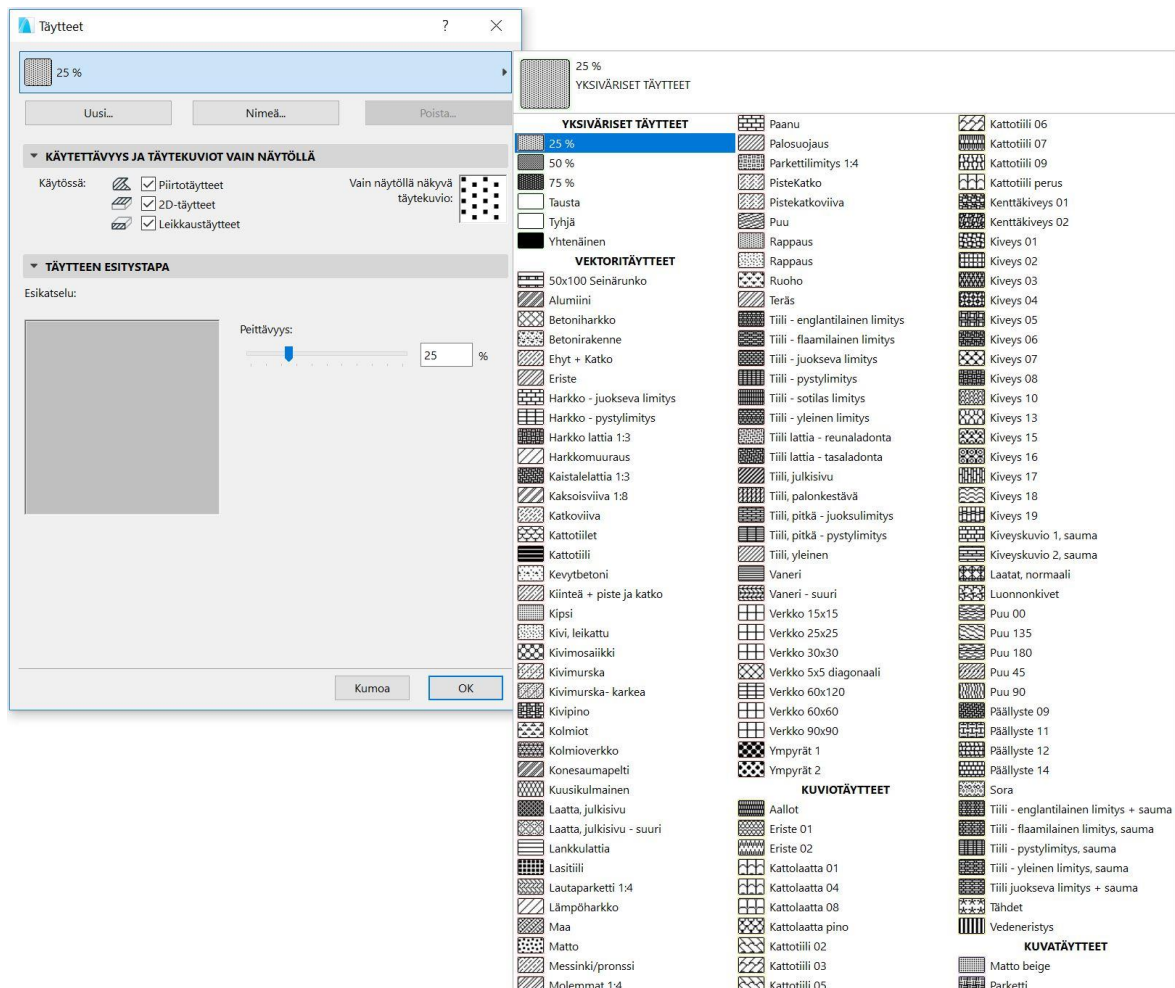 Täytteet
?
25 %
Uusi...
Nimeä...
Poista...
KÄYTETTÄVYYS JA TÄYTEKUVIOT VAIN NÄYTÖLLÄ
Käytössä:
Piirtotäytteet
2D-täytteet
Leikkaustäytteet
Vain näytöllä näkyvä
täytekuvio:
TÄYTTEEN ESITYSTAPA
Esikatselu:
Peittävyys:
25
%
Kumoa
OK
25 %
YKSIVÄRISET TÄYTTEET
YKSIVÄRISET TÄYTTEET
25 %
50 %
75 %
Tausta
Tyhjä
Yhtenäinen
VEKTORITÄYTTEET
50x100 Seinärunko
Alumiini
Betoniharkko
Betonirakenne
Ehyt + Katko
Eriste
Harkko - juokseva limitys
Harkko - pystylimitys
Harkko lattia 1:3
Harkkomuuraus
Kaistalelattia 1:3
Kaksoisviiva 1:8
Katkoviiva
Kattotiilet
Kattotiili
Kevytbetoni
Kiinteä + piste ja katko
Kipsi
Kivi, leikattu
Kivimosaiikki
Kivimurska
Kivimurska- karkea
Kivipino
Kolmiot
Kolmioverkko
Konesaumapelti
Kuusikulmainen
Laatta, julkisivu
Laatta, julkisivu - suuri
Lankkulattia
Lasitiili
Lautaparketti 1:4
Lämpöharkko
Maa
Matto
Messinki/pronssi
Molemmat 1:4
Paanu
Palosuojaus
Parkettilimitys 1:4
PisteKatko
Pistekatkoviiva
Puu
Rappaus
Rappaus
Ruoho
Teräs
Tiili - englantilainen limitys
Tiili - flaamilainen limitys
Tiili - juokseva limitys
Tiili - pystylimitys
Tiili - sotilas limitys
Tiili - yleinen limitys
Tiili lattia - reunaladonta
Tiili lattia - tasaladonta
Tiili, julkisivu
Tiili, palonkestävä
Tiili, pitkä - juoksulimitys
Tiili, pitkä - pystylimitys
Tiili, yleinen
Vaneri
Vaneri - suuri
Verkko 15x15
Verkko 25x25
Verkko 30x30
Verkko 5x5 diagonaali
Verkko 60x120
Verkko 60x60
Verkko 90x90
Ympyrät 1
Ympyrät 2
KUVIOTÄYTTEET
Aallot
Eriste 01
Eriste 02
Kattolaatta 01
Kattolaatta 04
Kattolaatta 08
Kattolaatta pino
Kattotiili 02
Kattotiili 03
Kattotiili 05
Kattotiili 06
Kattotiili 07
Kattotiili 09
Kattotiili perus
Kenttäkiveys 01
Kenttäkiveys 02
Kiveys 01
Kiveys 02
Kiveys 03
Kiveys 04
Kiveys 05
Kiveys 06
Kiveys 07
Kiveys 08
Kiveys 10
Kiveys 13
Kiveys 15
Kiveys 16
Kiveys 17
Kiveys 18
Kiveys 19
Kiveyskuvio 1, sauma
Kiveyskuvio 2, sauma
Laatat, normaali
Luonnonkivet
Puu 00
Puu 135
Puu 180
Puu 45
Puu 90
Päällyste 09
Päällyste 11
Päällyste 12
Päällyste 14
Sora
Tiili - englantilainen limitys + sauma
Tiili - flaamilainen limitys, sauma
Tiili - pystylimitys, sauma
Tiili - yleinen limitys, sauma
Tiili juokseva limitys + sauma
Tähdet
Vedeneristys
KUVATÄYTTEET
Matto beige
Parketti